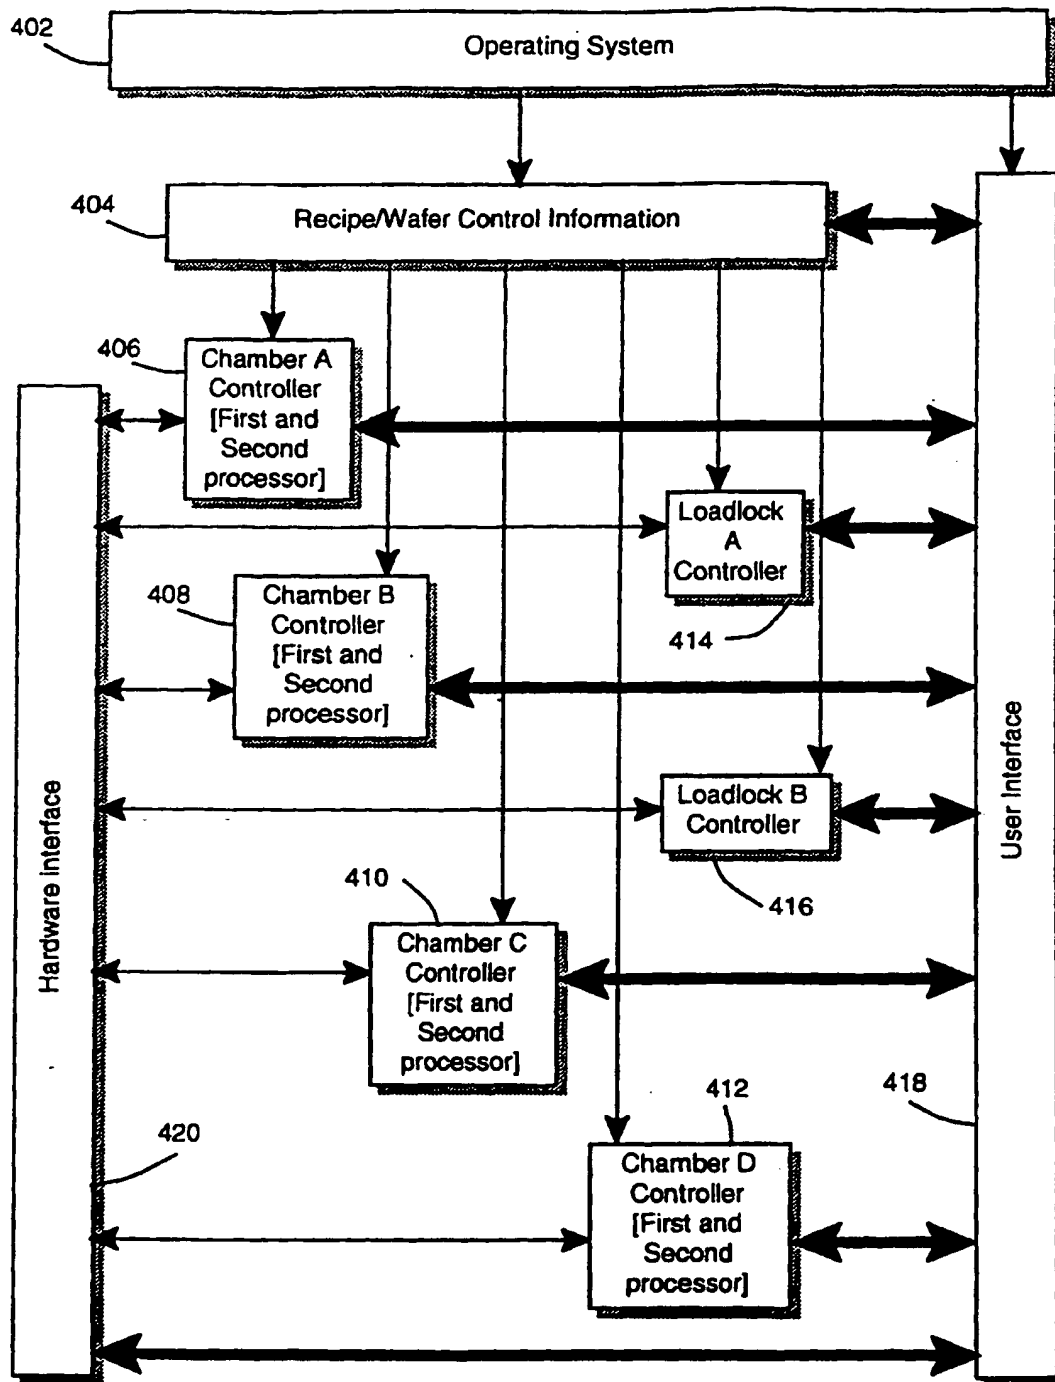 402
Operating System
404
Recipe/Wafer Control Information
406
Chamber A
Controller
[First and
Second
processor]
Loadlock
A
Controller
414
408
Chamber B
Controller
[First and
Second
processor]
Hardware interface
User Interface
Loadlock B
Controller
416
410
Chamber C
Controller
[First and
Second
processor]
418
412
420
Chamber D
Controller
[First and
Second
processor]